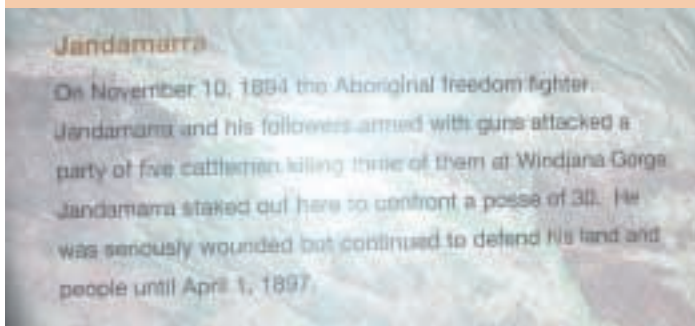 Jandamarra
On November 10, 1894 the Aboriginal freedom fighter
Jandamarra and his followers armed with guns attacked a
party of five cattlemen killing three of them at Windjana Gorge.
Jandamarra staked out here to confront a posse of 30. He
was seriously wounded but continued to defend his land and
people until April 1, 1897.